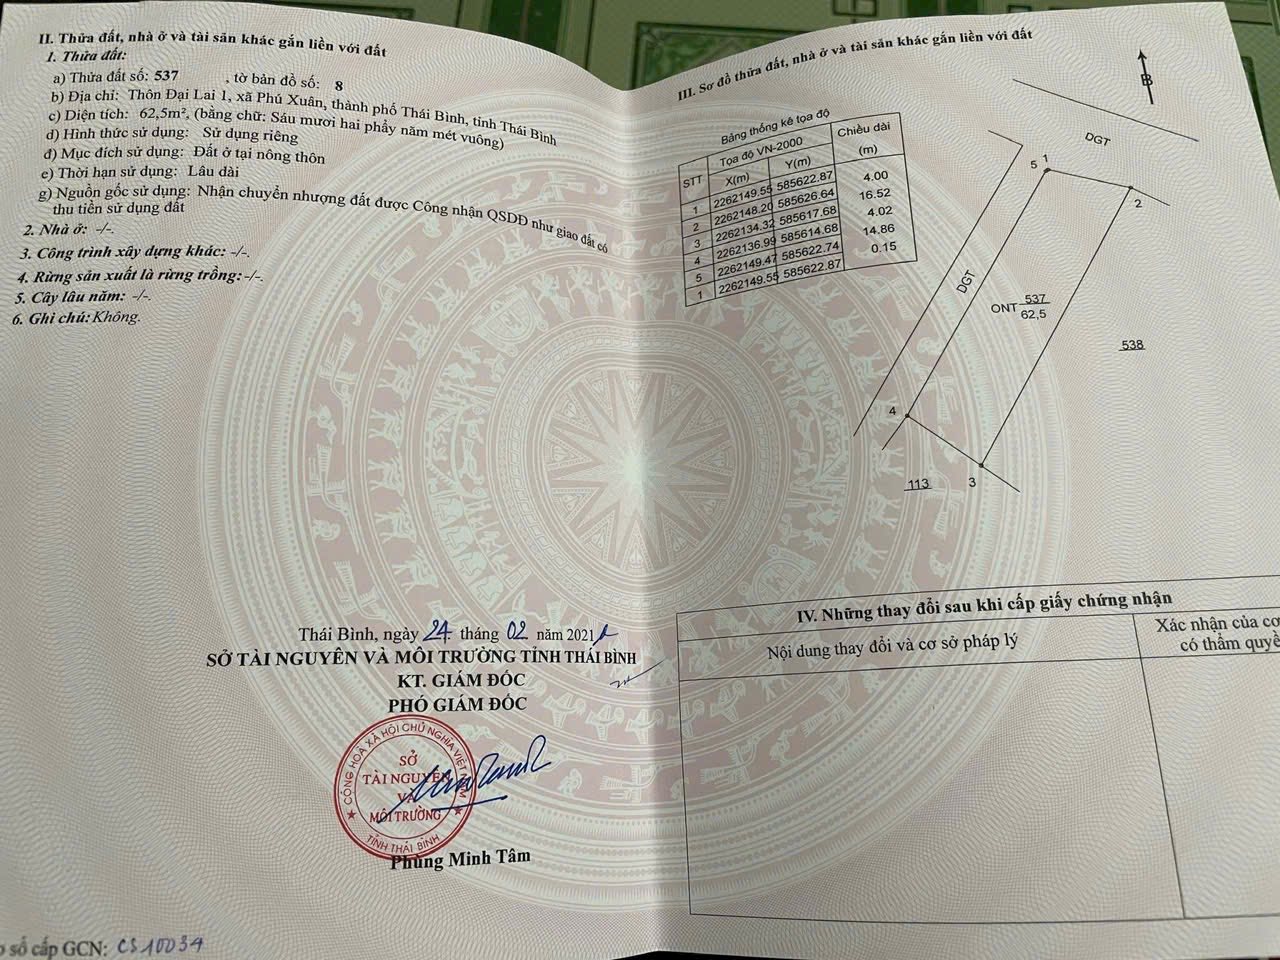 II. Thửa đất, nhà ở và tài sản khác gắn liền với đất
1. Thửa đất:
a) Thửa đất số: 537 , tờ bản đồ số: 8
b) Địa chỉ: Thôn Đại Lai 1, xã Phú Xuân, thành phố Thái Bình, tỉnh Thái Bình
c) Diện tích: 62,5m², (bằng chữ: Sáu mươi hai phẩy năm mét vuông)
d) Hình thức sử dụng: Sử dụng riêng
đ) Mục đích sử dụng: Đất ở tại nông thôn
e) Thời hạn sử dụng: Lâu dài
g) Nguồn gốc sử dụng: Nhận chuyển nhượng đất được Công nhận QSDĐ như giao đất có
thu tiền sử dụng đất
2. Nhà ở: -/-.
3. Công trình xây dựng khác: -/-.
4. Rừng sản xuất là rừng trồng: -/-.
5. Cây lâu năm: -/-.
6. Ghi chú: Không.
Thái Bình, ngày 24 tháng 02 năm 2021
SỞ TÀI NGUYÊN VÀ MÔI TRƯỜNG TỈNH THÁI BÌNH
KT. GIÁM ĐỐC
PHÓ GIÁM ĐỐC
CỘNG HOÀ XÃ HỘI CHỦ NGHĨA VIỆT NAM
SỞ
TÀI NGUYÊN
VÀ
MÔI TRƯỜNG
TỈNH THÁI BÌNH
Phùng Minh Tâm
số cấp GCN: CS10034
III. Sơ đồ thửa đất, nhà ở và tài sản khác gắn liền với đất
Bảng thống kê tọa độ
STT Tọa độ VN-2000 Chiều dài
X(m) Y(m) (m)
1 2262149.55 585622.87 4.00
2 2262148.20 585626.64 16.52
3 2262134.32 585617.68 4.02
4 2262136.99 585614.68 14.86
5 2262149.47 585622.74 0.15
1 2262149.55 585622.87
B
DGT
5 1
2
DGT
ONT 537
62,5
538
4
3
113
IV. Những thay đổi sau khi cấp giấy chứng nhận
Nội dung thay đổi và cơ sở pháp lý
Xác nhận của cơ
có thẩm quyề